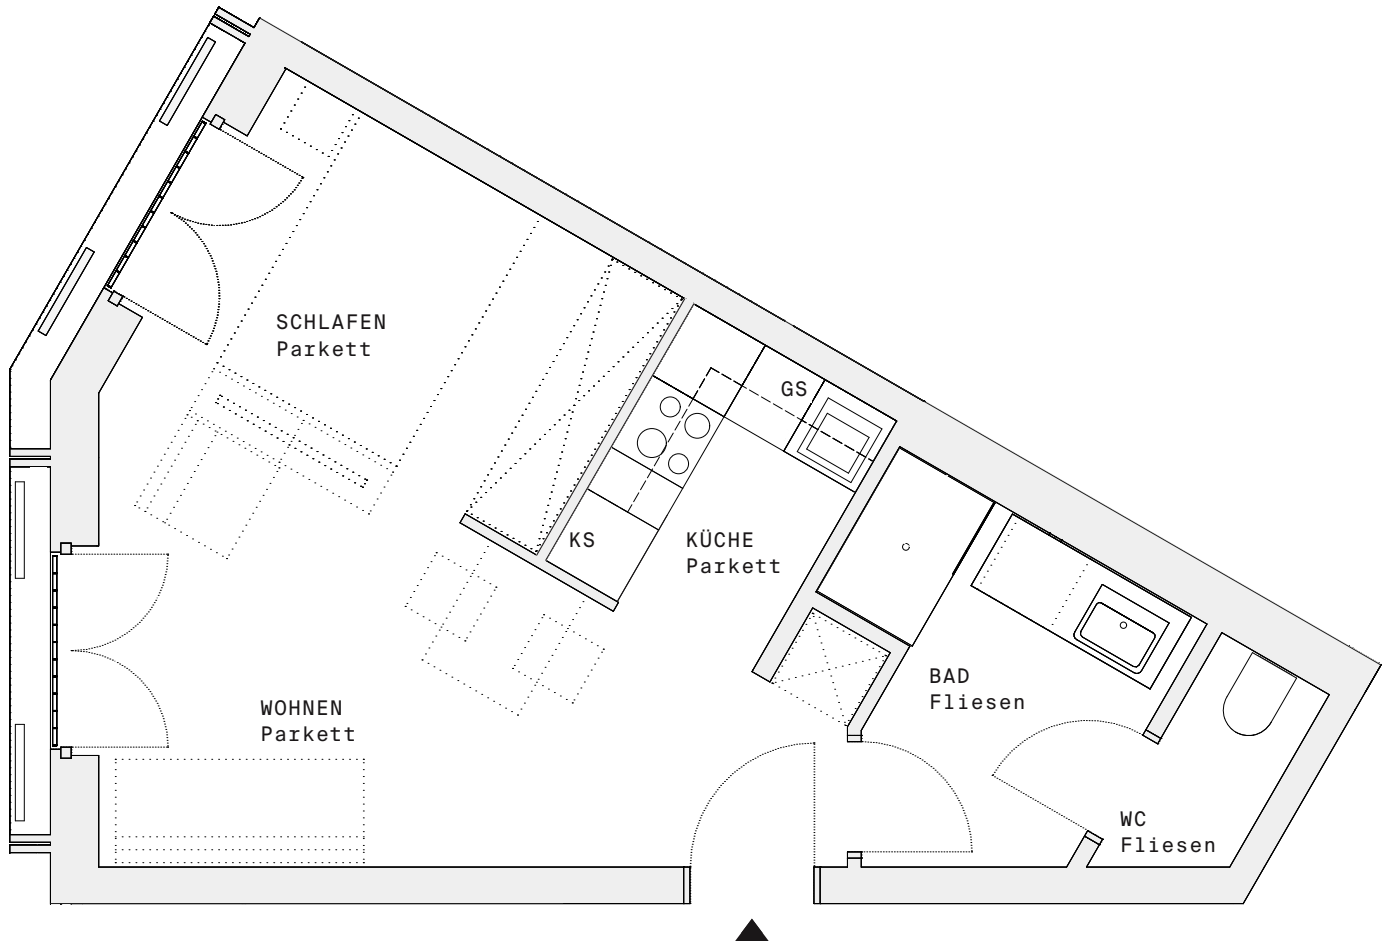 SCHLAFEN
Parkett
GS
KS
KÜCHE
Parkett
BAD
Fliesen
WOHNEN
Parkett
WC
Fliesen